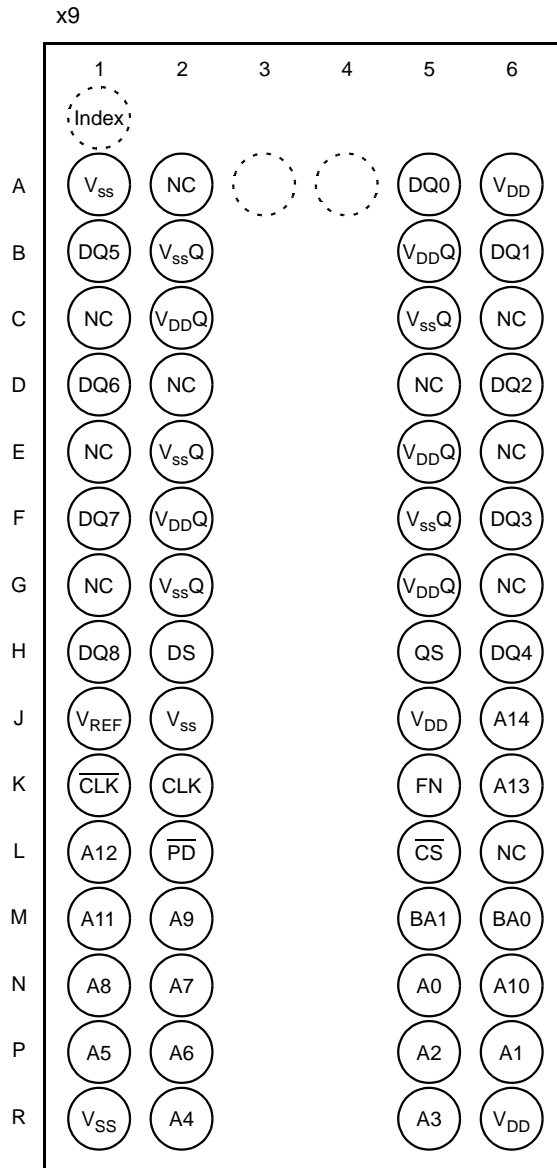 x9
1 2 3 4 5 6
Index
A Vss NC DQ0 VDD
B DQ5 VssQ VDDQ DQ1
C NC VDDQ VssQ NC
D DQ6 NC NC DQ2
E NC VssQ VDDQ NC
F DQ7 VDDQ VssQ DQ3
G NC VssQ VDDQ NC
H DQ8 DS QS DQ4
J VREF Vss VDD A14
K C̅L̅K̅ CLK FN A13
L A12 P̅D̅ C̅S̅ NC
M A11 A9 BA1 BA0
N A8 A7 A0 A10
P A5 A6 A2 A1
R VSS A4 A3 VDD